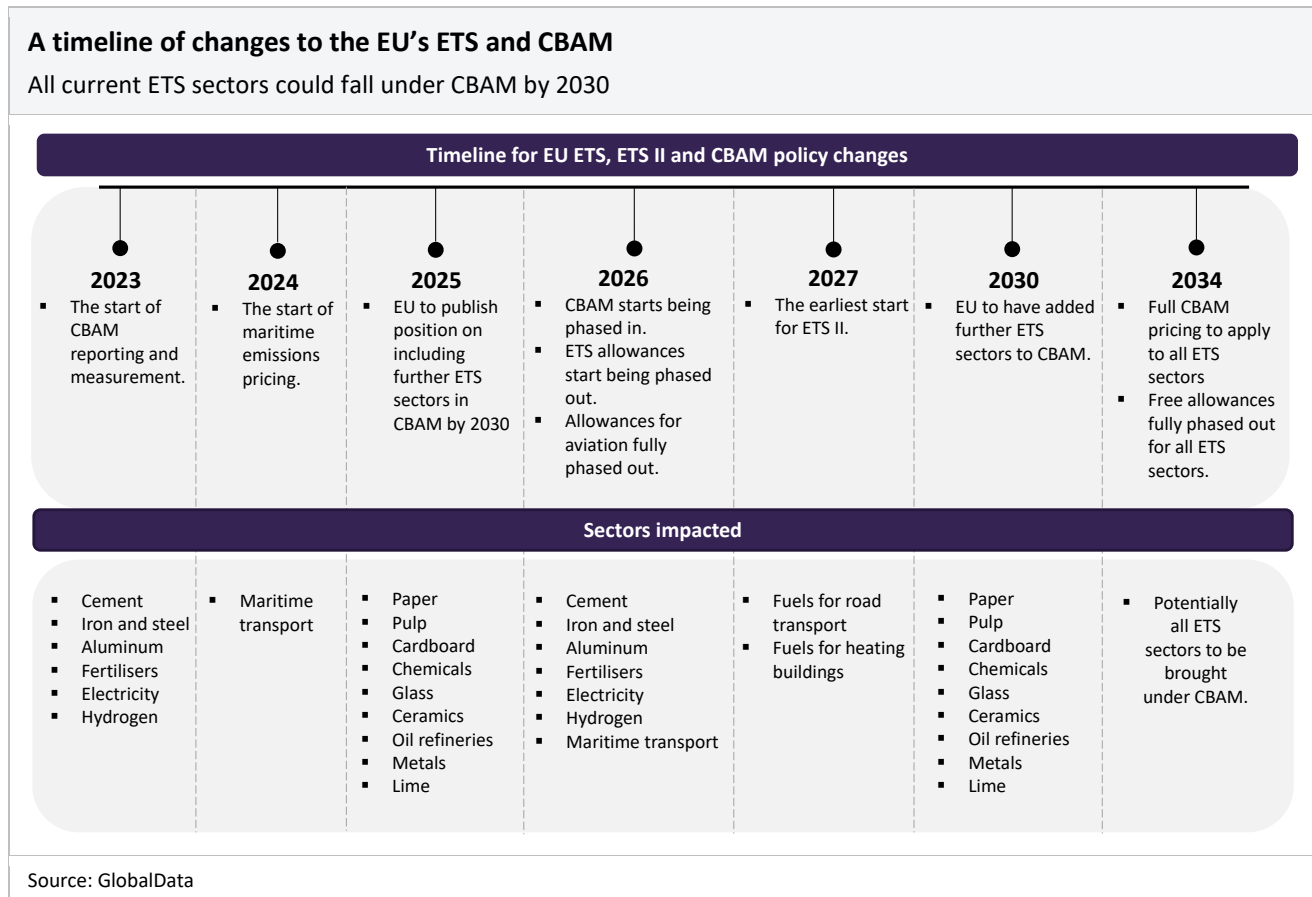 A timeline of changes to the EU’s ETS and CBAM
All current ETS sectors could fall under CBAM by 2030
Timeline for EU ETS, ETS II and CBAM policy changes
2023
▪ The start of
CBAM
reporting and
measurement.
2024
▪ The start of
maritime
emissions
pricing.
2025
▪ EU to publish
position on
including
further ETS
sectors in
CBAM by 2030
2026
▪ CBAM starts being
phased in.
▪ ETS allowances
start being phased
out.
▪ Allowances for
aviation fully
phased out.
2027
▪ The earliest start
for ETS II.
2030
▪ EU to have added
further ETS
sectors to CBAM.
2034
▪ Full CBAM
pricing to apply
to all ETS
sectors
▪ Free allowances
fully phased out
for all ETS
sectors.
Sectors impacted
▪ Cement
▪ Iron and steel
▪ Aluminum
▪ Fertilisers
▪ Electricity
▪ Hydrogen
▪ Maritime
transport
▪ Paper
▪ Pulp
▪ Cardboard
▪ Chemicals
▪ Glass
▪ Ceramics
▪ Oil refineries
▪ Metals
▪ Lime
▪ Cement
▪ Iron and steel
▪ Aluminum
▪ Fertilisers
▪ Electricity
▪ Hydrogen
▪ Maritime transport
▪ Fuels for road
transport
▪ Fuels for heating
buildings
▪ Paper
▪ Pulp
▪ Cardboard
▪ Chemicals
▪ Glass
▪ Ceramics
▪ Oil refineries
▪ Metals
▪ Lime
▪ Potentially
all ETS
sectors to be
brought
under CBAM.
Source: GlobalData